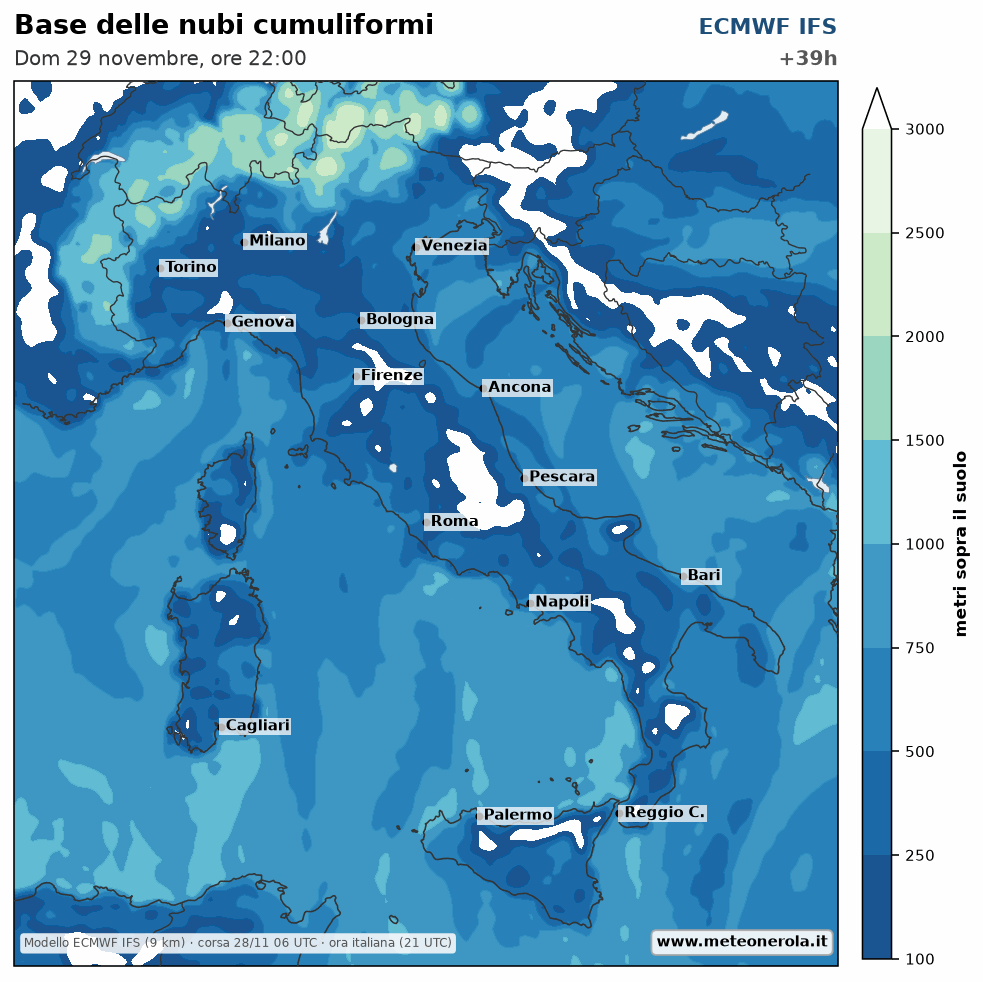 Base delle nubi cumuliformi
ECMWF IFS
Dom 29 novembre, ore 22:00
+39h
3000
2500
2000
1500
1000
750
500
250
100
metri sopra il suolo
Milano
Venezia
Torino
Genova
Bologna
Firenze
Ancona
Pescara
Roma
Bari
Napoli
Cagliari
Palermo
Reggio C.
Modello ECMWF IFS (9 km) · corsa 28/11 06 UTC · ora italiana (21 UTC)
www.meteonerola.it